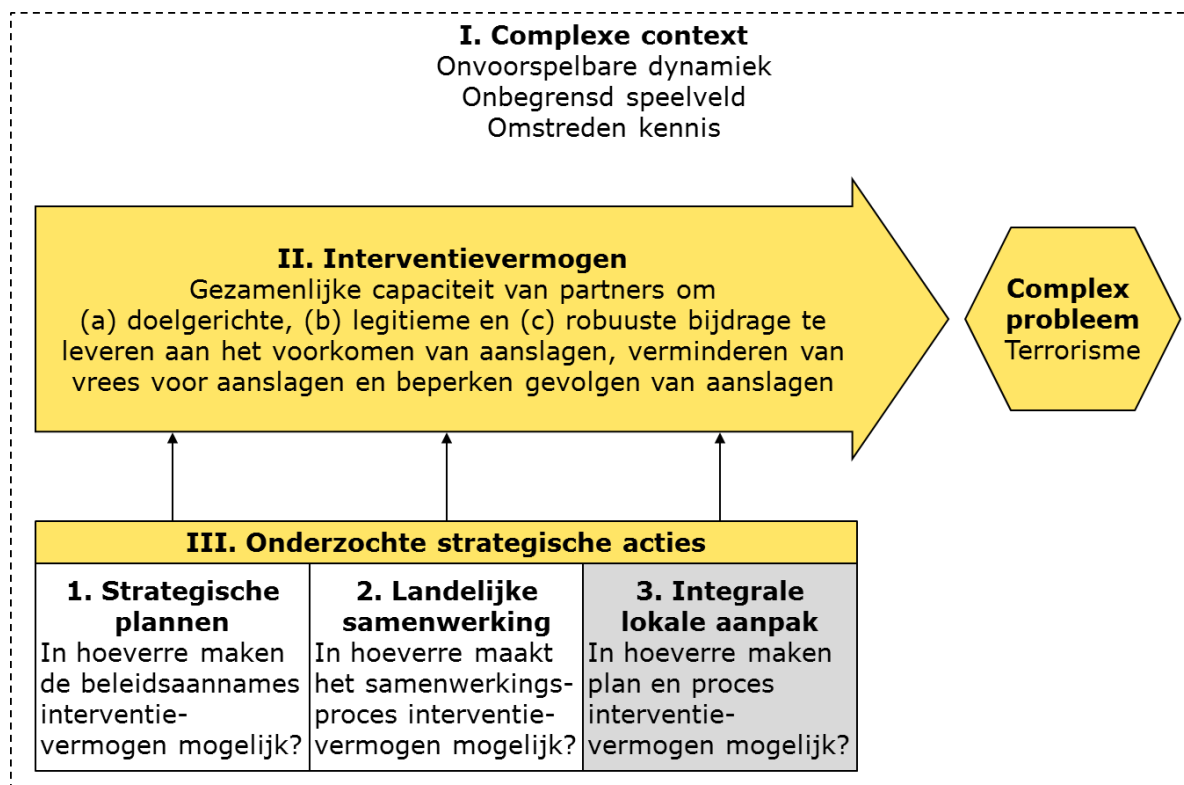 I. Complexe context
Onvoorspelbare dynamiek
Onbegrensd speelveld
Omstreden kennis
II. Interventievermogen
Gezamenlijke capaciteit van partners om
(a) doelgerichte, (b) legitieme en (c) robuuste bijdrage te
leveren aan het voorkomen van aanslagen, verminderen van
vrees voor aanslagen en beperken gevolgen van aanslagen
Complex
probleem
Terrorisme
III. Onderzochte strategische acties
1. Strategische
plannen
In hoeverre maken
de beleidsaannames
interventie-
vermogen mogelijk?
2. Landelijke
samenwerking
In hoeverre maakt
het samenwerkings-
proces interventie-
vermogen mogelijk?
3. Integrale
lokale aanpak
In hoeverre maken
plan en proces
interventie-
vermogen mogelijk?